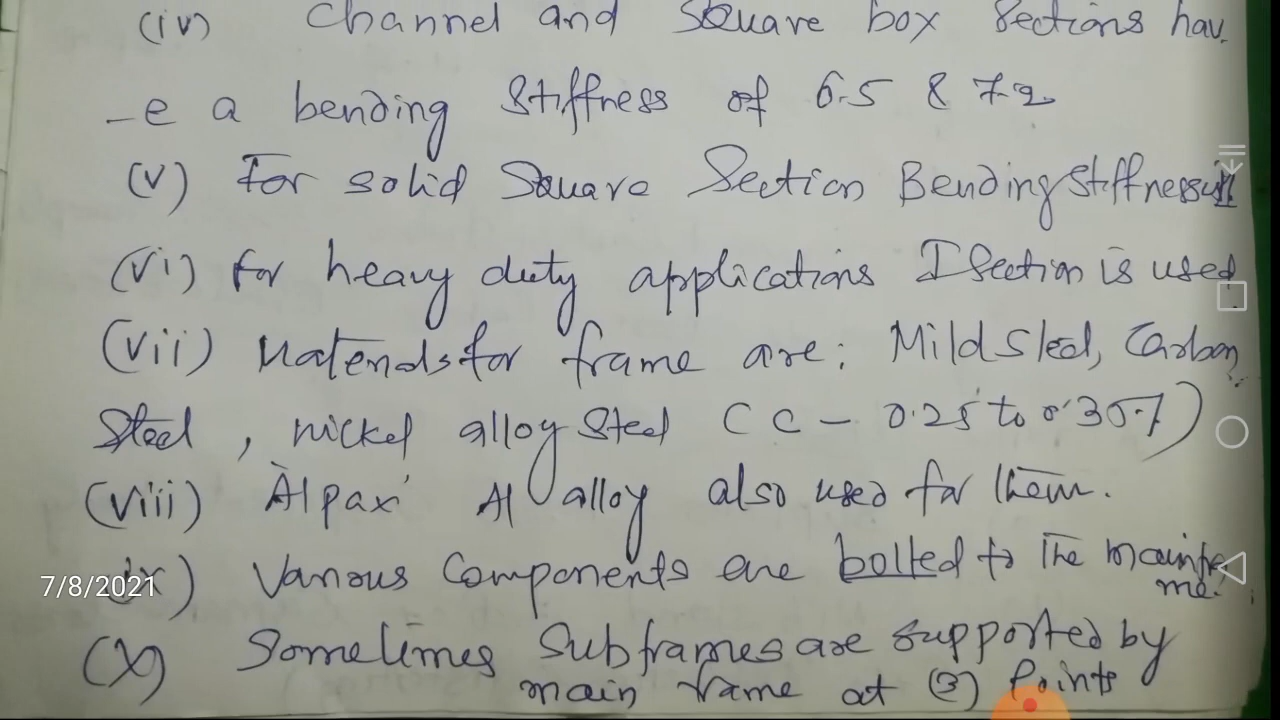 (iv) Channel and Square box Sections hav
-e a bending Stiffness of 6.5 & 7.2
(v) For solid Square Section Bending stiffness
(vi) for heavy duty applications I Section is used
(vii) Materials for frame are: Mild Steel, Carbon
Steel, nickel alloy Steel (C - 0.25 to 0.35%)
(viii) 'Alpax' Al alloy also used for them.
(ix) Various Components are bolted to The mainfra
me.
7/8/2021
(X) Sometimes Subframes are supported by
main frame at (3) Points